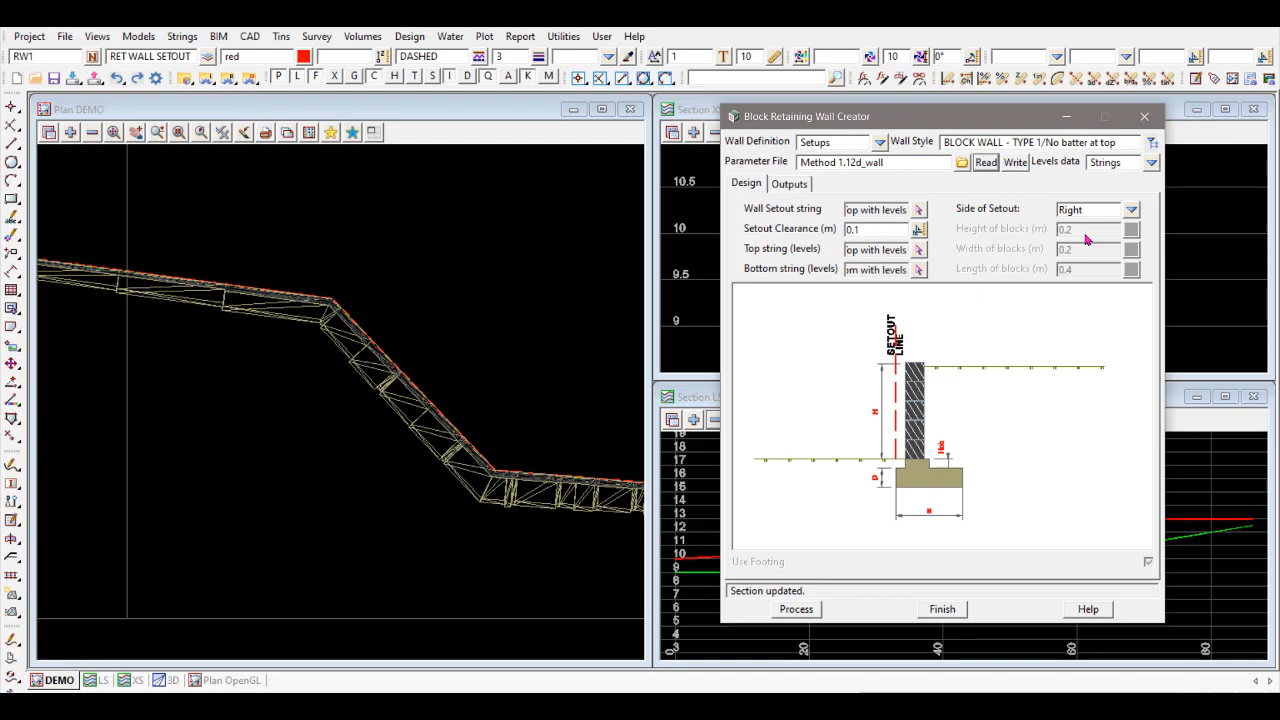 Project File Views Models Strings BIM CAD Tins Survey Volumes Design Water Plot Report Utilities User Help
RW1 N RET WALL SETOUT red DASHED 3 1 T 10 10 0°
P L F X G C H T S I D Q A K M
Plan DEMO
Section X
10.5
10
9.5
9
Section LS
19
18
17
16
15
14
13
12
11
10
9
8
7
6
5
4
3
0 20 40 60 80
Block Retaining Wall Creator
Wall Definition Setups Wall Style BLOCK WALL - TYPE 1/No batter at top
Parameter File Method 1.12d_wall Read Write Levels data Strings
Design Outputs
Wall Setout string op with levels Side of Setout: Right
Setout Clearance (m) 0.1 Height of blocks (m) 0.2
Top string (levels) op with levels Width of blocks (m) 0.2
Bottom string (levels) om with levels Length of blocks (m) 0.4
SETOUT
LINE
H
Hob
D
Use Footing
Section updated.
Process Finish Help
DEMO LS XS 3D Plan OpenGL